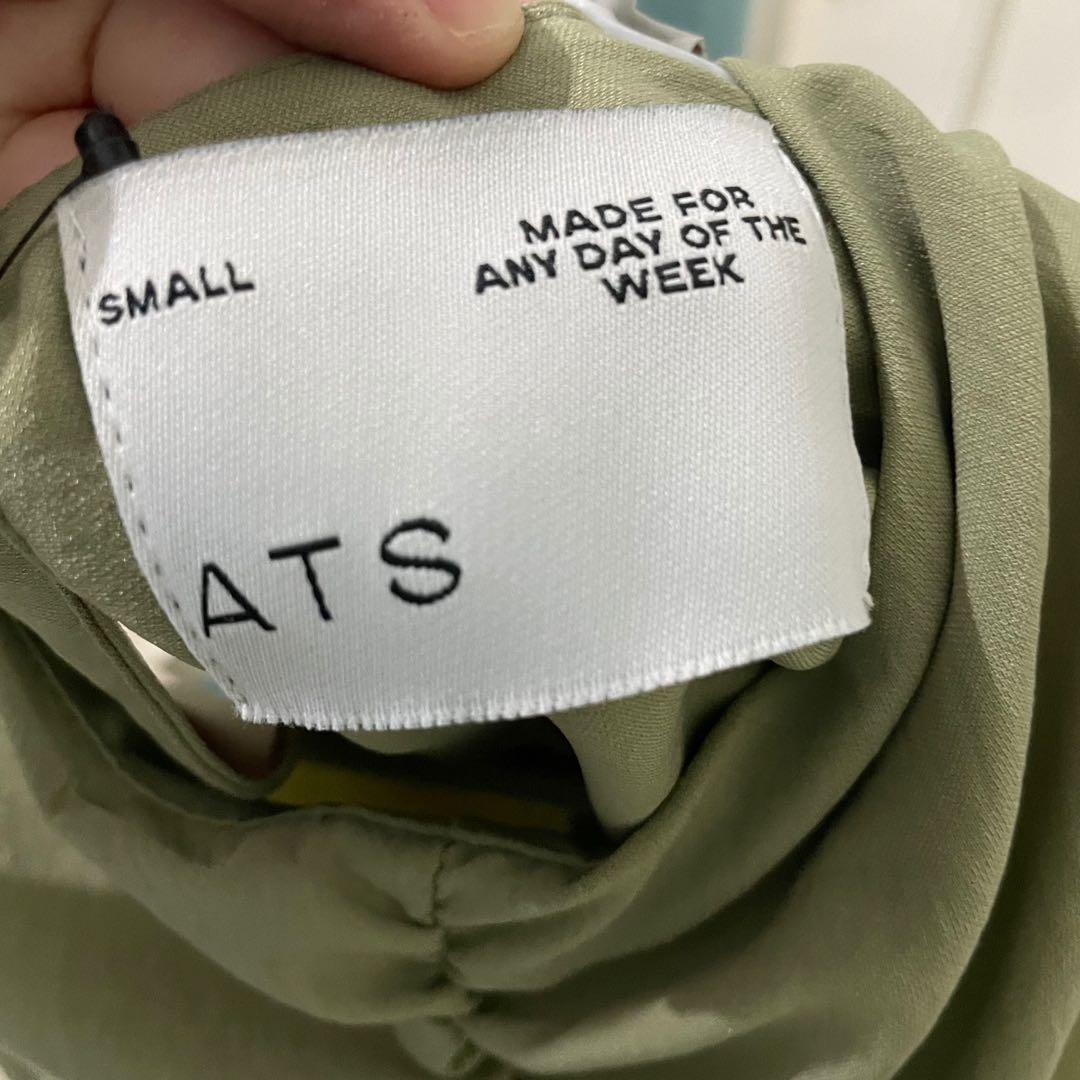 SMALL
MADE FOR
ANY DAY OF THE
WEEK
ATS